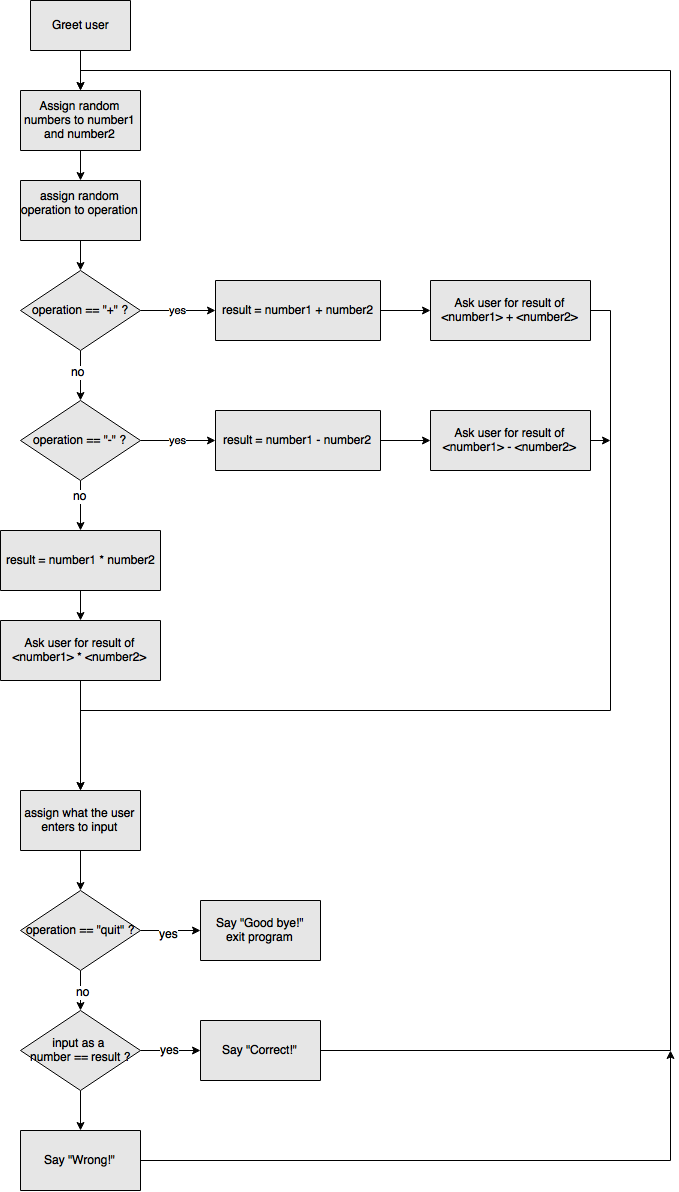 Greet user
Assign random
numbers to number1
and number2
assign random
operation to operation
operation == "+" ?
yes
result = number1 + number2
Ask user for result of
<number1> + <number2>
no
operation == "-" ?
yes
result = number1 - number2
Ask user for result of
<number1> - <number2>
no
result = number1 * number2
Ask user for result of
<number1> * <number2>
assign what the user
enters to input
operation == "quit" ?
yes
Say "Good bye!"
exit program
no
input as a
number == result ?
yes
Say "Correct!"
Say "Wrong!"